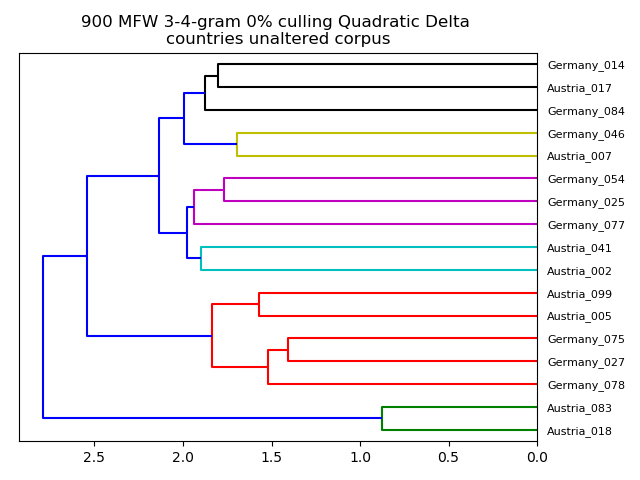 900 MFW 3-4-gram 0% culling Quadratic Delta
countries unaltered corpus
Germany_014
Austria_017
Germany_084
Germany_046
Austria_007
Germany_054
Germany_025
Germany_077
Austria_041
Austria_002
Austria_099
Austria_005
Germany_075
Germany_027
Germany_078
Austria_083
Austria_018
2.5 2.0 1.5 1.0 0.5 0.0